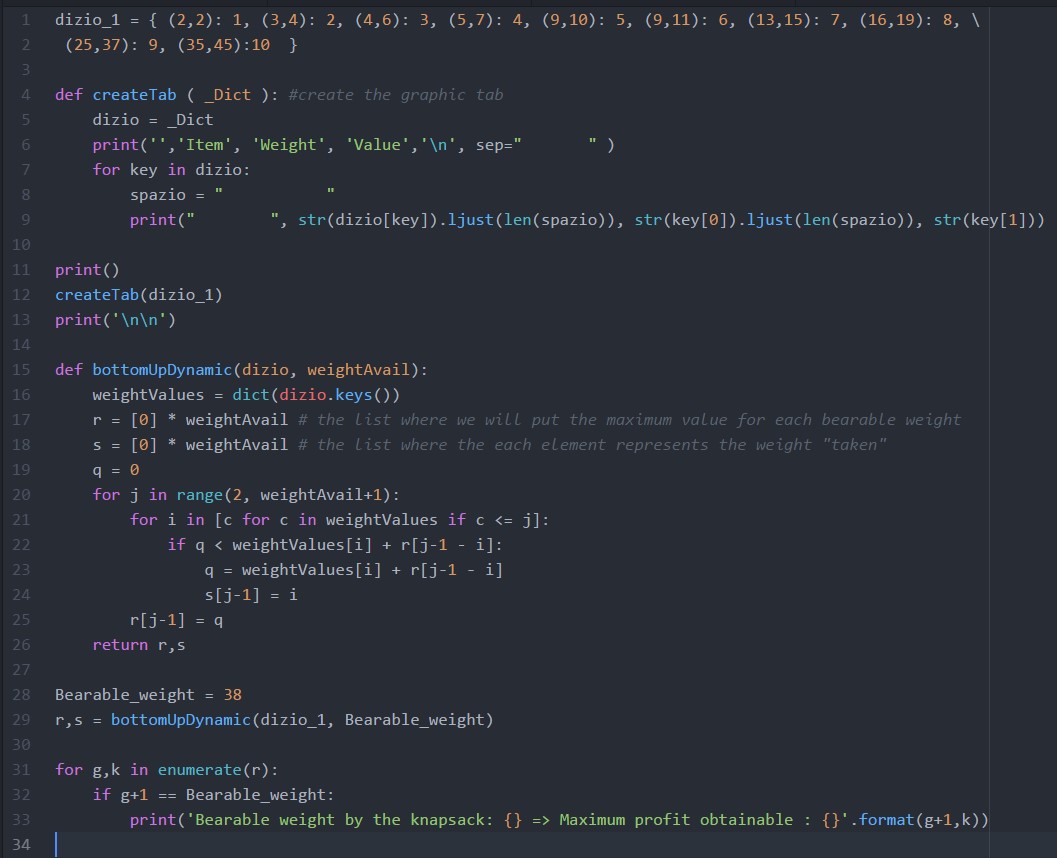 1 dizio_1 = { (2,2): 1, (3,4): 2, (4,6): 3, (5,7): 4, (9,10): 5, (9,11): 6, (13,15): 7, (16,19): 8, \
2  (25,37): 9, (35,45):10  }
3
4 def createTab ( _Dict ): #create the graphic tab
5     dizio = _Dict
6     print('','Item', 'Weight', 'Value','\n', sep="       " )
7     for key in dizio:
8         spazio = "           "
9         print("        ", str(dizio[key]).ljust(len(spazio)), str(key[0]).ljust(len(spazio)), str(key[1]))
10
11 print()
12 createTab(dizio_1)
13 print('\n\n')
14
15 def bottomUpDynamic(dizio, weightAvail):
16     weightValues = dict(dizio.keys())
17     r = [0] * weightAvail # the list where we will put the maximum value for each bearable weight
18     s = [0] * weightAvail # the list where the each element represents the weight "taken"
19     q = 0
20     for j in range(2, weightAvail+1):
21         for i in [c for c in weightValues if c <= j]:
22             if q < weightValues[i] + r[j-1 - i]:
23                 q = weightValues[i] + r[j-1 - i]
24                 s[j-1] = i
25         r[j-1] = q
26     return r,s
27
28 Bearable_weight = 38
29 r,s = bottomUpDynamic(dizio_1, Bearable_weight)
30
31 for g,k in enumerate(r):
32     if g+1 == Bearable_weight:
33         print('Bearable weight by the knapsack: {} => Maximum profit obtainable : {}'.format(g+1,k))
34